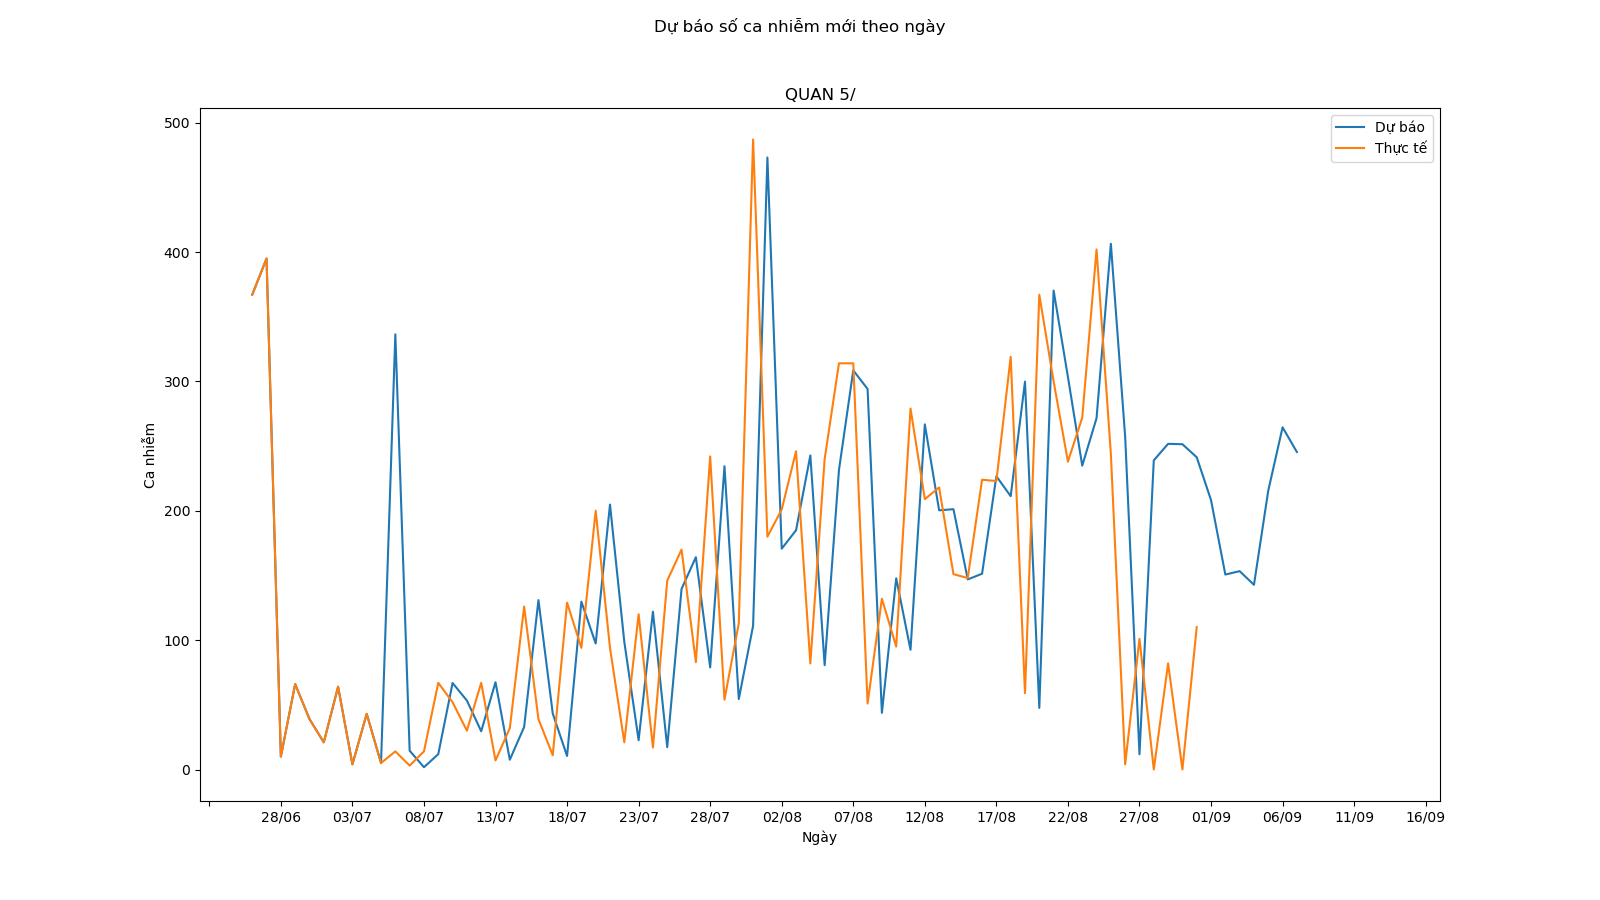 Dự báo số ca nhiễm mới theo ngày
QUAN 5/
500
400
300
200
100
0
Ca nhiễm
Dự báo
Thực tế
28/06 03/07 08/07 13/07 18/07 23/07 28/07 02/08 07/08 12/08 17/08 22/08 27/08 01/09 06/09 11/09 16/09
Ngày